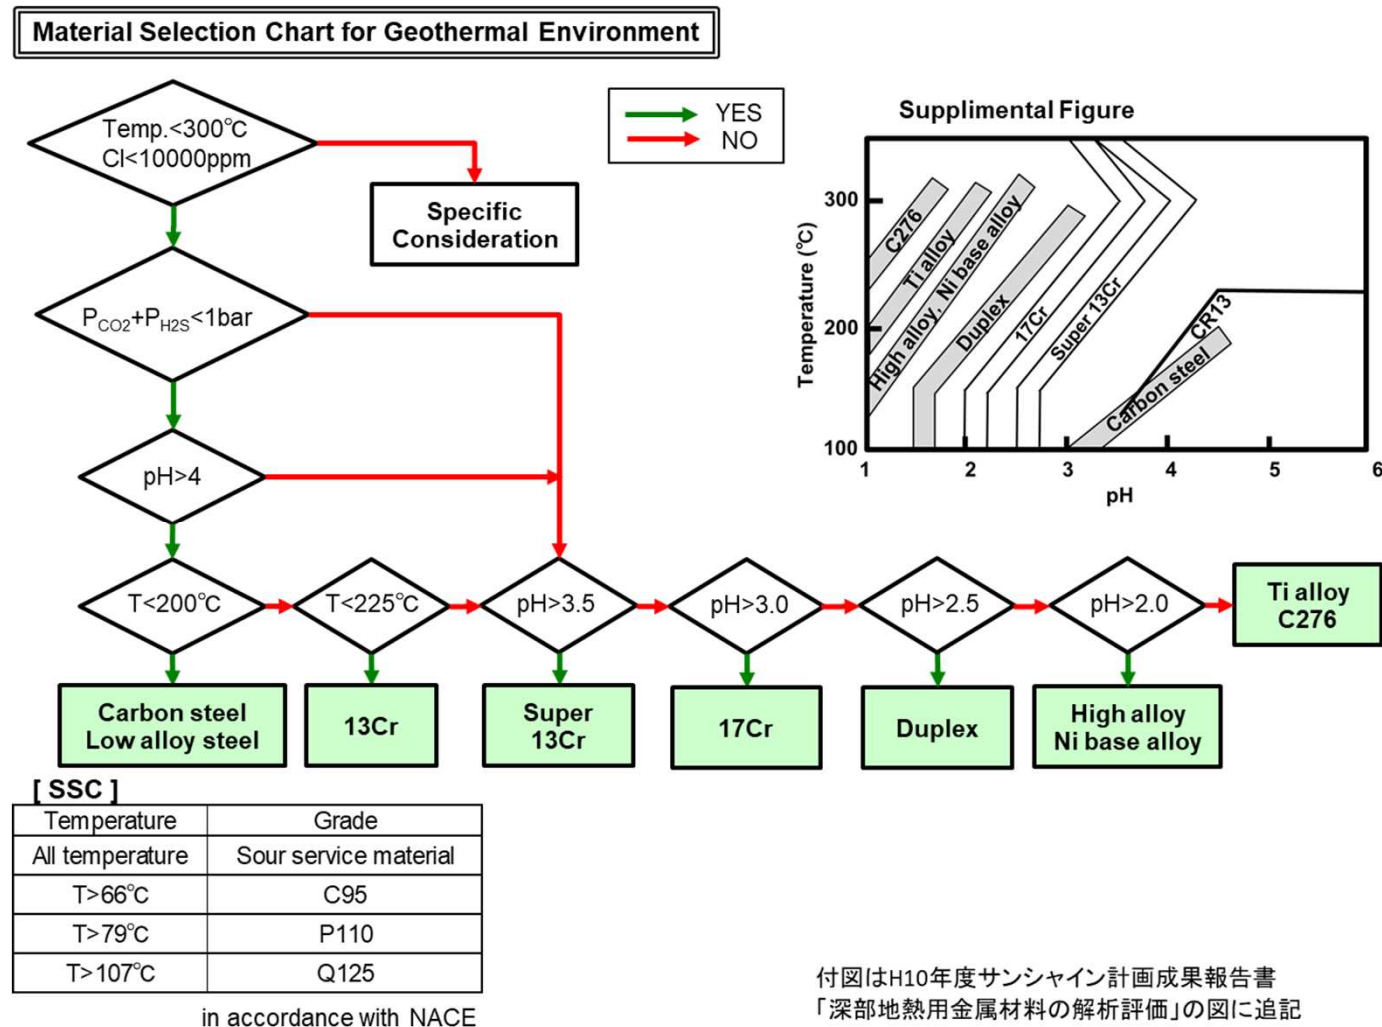 Material Selection Chart for Geothermal Environment
Temp.<300℃
Cl<10000ppm
YES
NO
Specific
Consideration
PCO2+PH2S<1bar
pH>4
T<200℃
T<225℃
pH>3.5
pH>3.0
pH>2.5
pH>2.0
Ti alloy
C276
Carbon steel
Low alloy steel
13Cr
Super
13Cr
17Cr
Duplex
High alloy
Ni base alloy
Supplimental Figure
Temperature (℃)
300
200
100
C276
Ti alloy
High alloy, Ni base alloy
Duplex
17Cr
Super 13Cr
CR13
Carbon steel
1 2 3 4 5 6
pH
[ SSC ]
Temperature Grade
All temperature Sour service material
T>66℃ C95
T>79℃ P110
T>107℃ Q125
in accordance with NACE
付図はH10年度サンシャイン計画成果報告書
「深部地熱用金属材料の解析評価」の図に追記